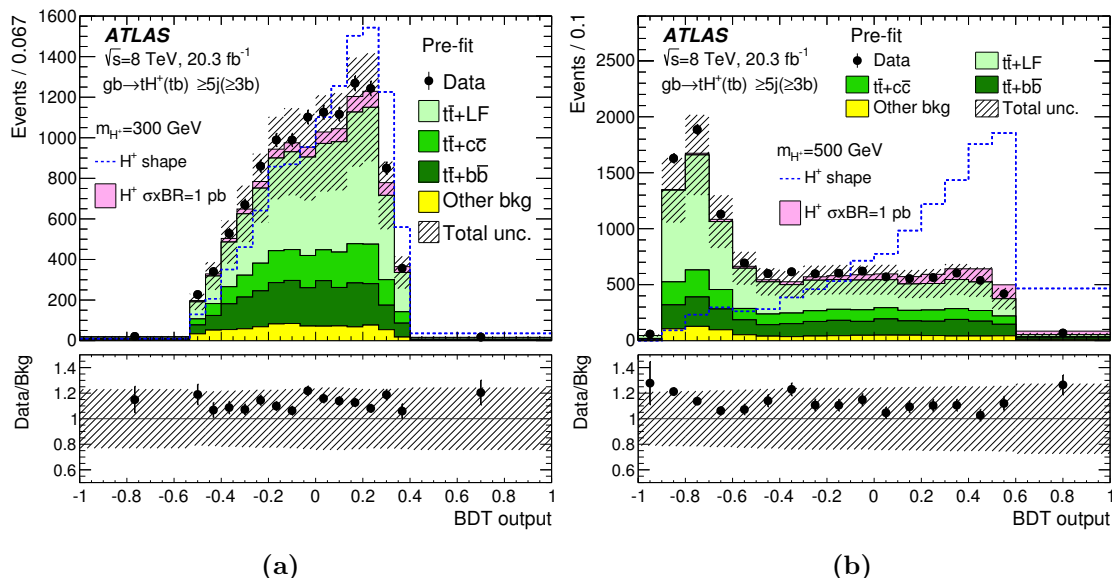 Events / 0.067
1600
1400
1200
1000
800
600
400
200
0
ATLAS
√s=8 TeV, 20.3 fb⁻¹
gb→tH⁺(tb) ≥5j(≥3b)
m_H⁺=300 GeV
H⁺ shape
H⁺ σxBR=1 pb
Pre-fit
Data
tt̄+LF
tt̄+cc̄
tt̄+bb̄
Other bkg
Total unc.
Data/Bkg
1.4
1.2
1
0.8
0.6
-1 -0.8 -0.6 -0.4 -0.2 0 0.2 0.4 0.6 0.8 1
BDT output
(a)
Events / 0.1
2500
2000
1500
1000
500
0
ATLAS
√s=8 TeV, 20.3 fb⁻¹
gb→tH⁺(tb) ≥5j(≥3b)
Pre-fit
Data
tt̄+LF
tt̄+cc̄
tt̄+bb̄
Other bkg
Total unc.
m_H⁺=500 GeV
H⁺ shape
H⁺ σxBR=1 pb
Data/Bkg
1.4
1.2
1
0.8
0.6
-1 -0.8 -0.6 -0.4 -0.2 0 0.2 0.4 0.6 0.8 1
BDT output
(b)